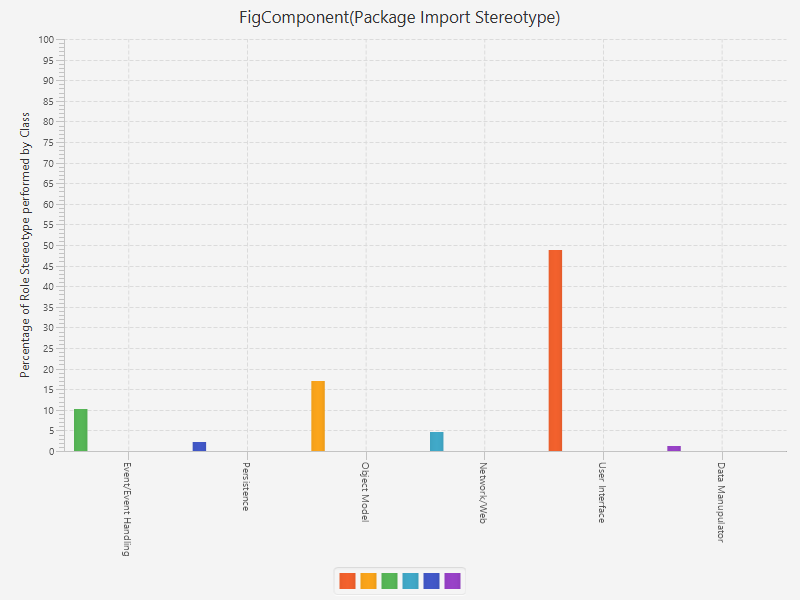 FigComponent(Package Import Stereotype)
Percentage of Role Stereotype performed by Class
100
95
90
85
80
75
70
65
60
55
50
45
40
35
30
25
20
15
10
5
0
Event/Event Handling
Persistence
Object Model
Network/Web
User Interface
Data Manupulator